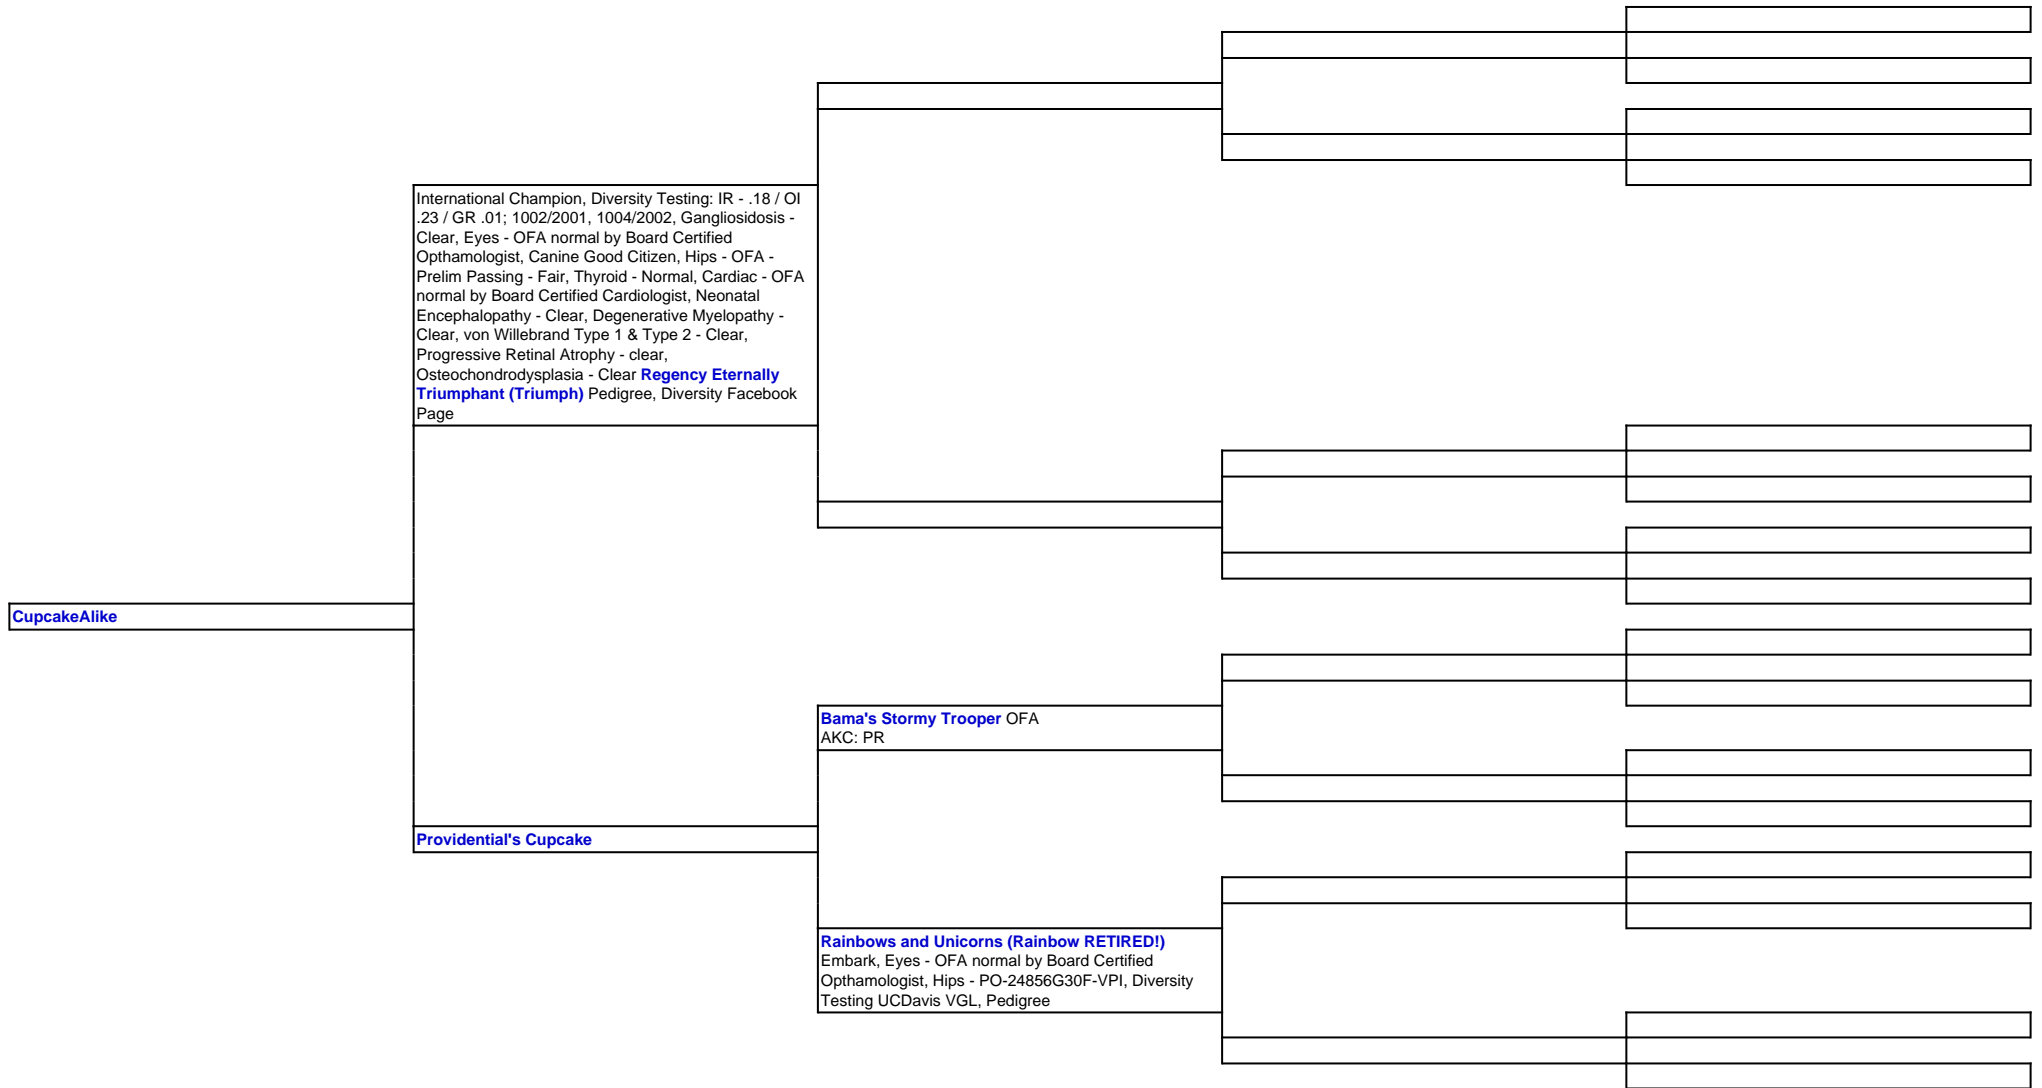 International Champion, Diversity Testing: IR - .18 / OI
.23 / GR .01; 1002/2001, 1004/2002, Gangliosidosis -
Clear, Eyes - OFA normal by Board Certified
Opthamologist, Canine Good Citizen, Hips - OFA -
Prelim Passing - Fair, Thyroid - Normal, Cardiac - OFA
normal by Board Certified Cardiologist, Neonatal
Encephalopathy - Clear, Degenerative Myelopathy -
Clear, von Willebrand Type 1 & Type 2 - Clear,
Progressive Retinal Atrophy - clear,
Osteochondrodysplasia - Clear Regency Eternally
Triumphant (Triumph) Pedigree, Diversity Facebook
Page
CupcakeAlike
Bama's Stormy Trooper OFA
AKC: PR
Providential's Cupcake
Rainbows and Unicorns (Rainbow RETIRED!)
Embark, Eyes - OFA normal by Board Certified
Opthamologist, Hips - PO-24856G30F-VPI, Diversity
Testing UCDavis VGL, Pedigree